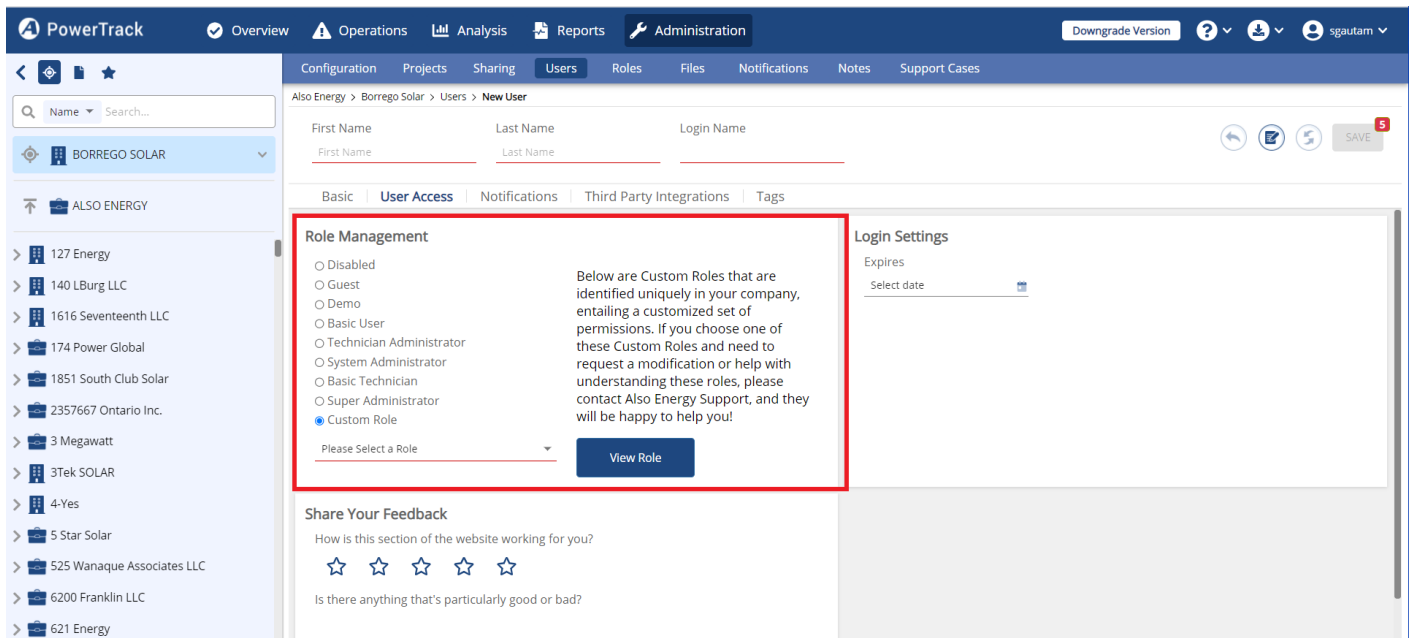 PowerTrack
Overview
Operations
Analysis
Reports
Administration
Downgrade Version
?
sgautam
Configuration
Projects
Sharing
Users
Roles
Files
Notifications
Notes
Support Cases
Name
Search...
BORREGO SOLAR
ALSO ENERGY
127 Energy
140 LBurg LLC
1616 Seventeenth LLC
174 Power Global
1851 South Club Solar
2357667 Ontario Inc.
3 Megawatt
3Tek SOLAR
4-Yes
5 Star Solar
525 Wanaque Associates LLC
6200 Franklin LLC
621 Energy
Also Energy > Borrego Solar > Users > New User
First Name
Last Name
Login Name
First Name
Last Name
SAVE
5
Basic
User Access
Notifications
Third Party Integrations
Tags
Role Management
Disabled
Guest
Demo
Basic User
Technician Administrator
System Administrator
Basic Technician
Super Administrator
Custom Role
Please Select a Role
Below are Custom Roles that are
identified uniquely in your company,
entailing a customized set of
permissions. If you choose one of
these Custom Roles and need to
request a modification or help with
understanding these roles, please
contact Also Energy Support, and they
will be happy to help you!
View Role
Login Settings
Expires
Select date
Share Your Feedback
How is this section of the website working for you?
Is there anything that's particularly good or bad?